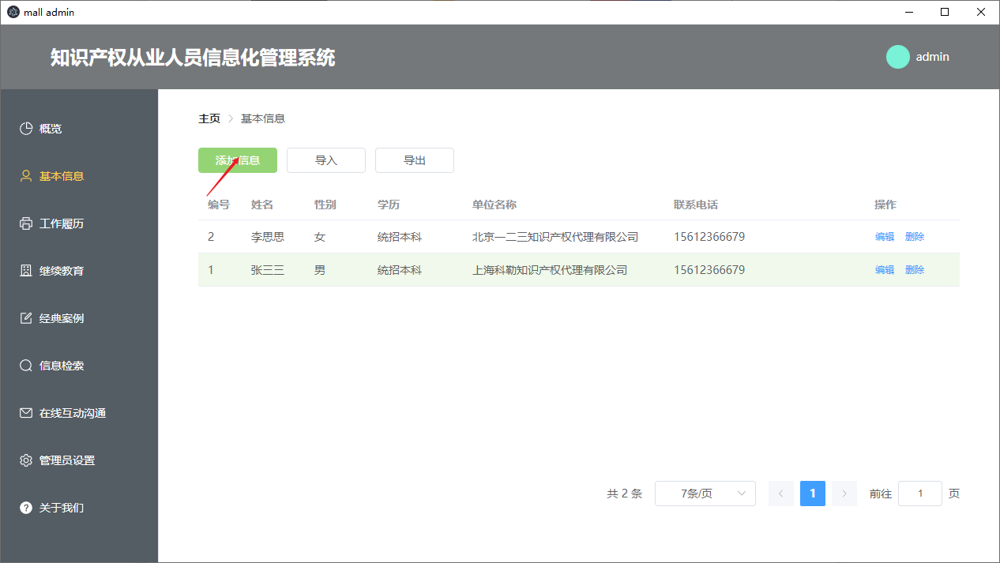 mall admin
知识产权从业人员信息化管理系统
admin
概览
基本信息
工作履历
继续教育
经典案例
信息检索
在线互动沟通
管理员设置
关于我们
主页 > 基本信息
添加信息 导入 导出
编号 姓名 性别 学历 单位名称 联系电话 操作
2 李思思 女 统招本科 北京一二三知识产权代理有限公司 15612366679 编辑 删除
1 张三三 男 统招本科 上海科勒知识产权代理有限公司 15612366679 编辑 删除
共 2 条 7条/页 < 1 > 前往 1 页